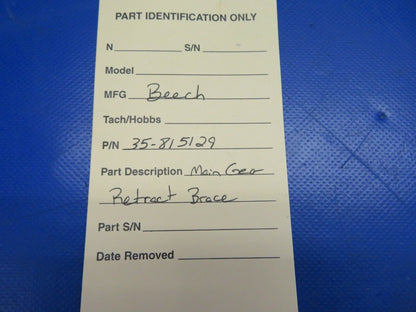 PART IDENTIFICATION ONLY
N S/N
Model
MFG Beech
Tach/Hobbs
P/N 35-815129
Part Description Main Gear
Retract Brace
Part S/N
Date Removed